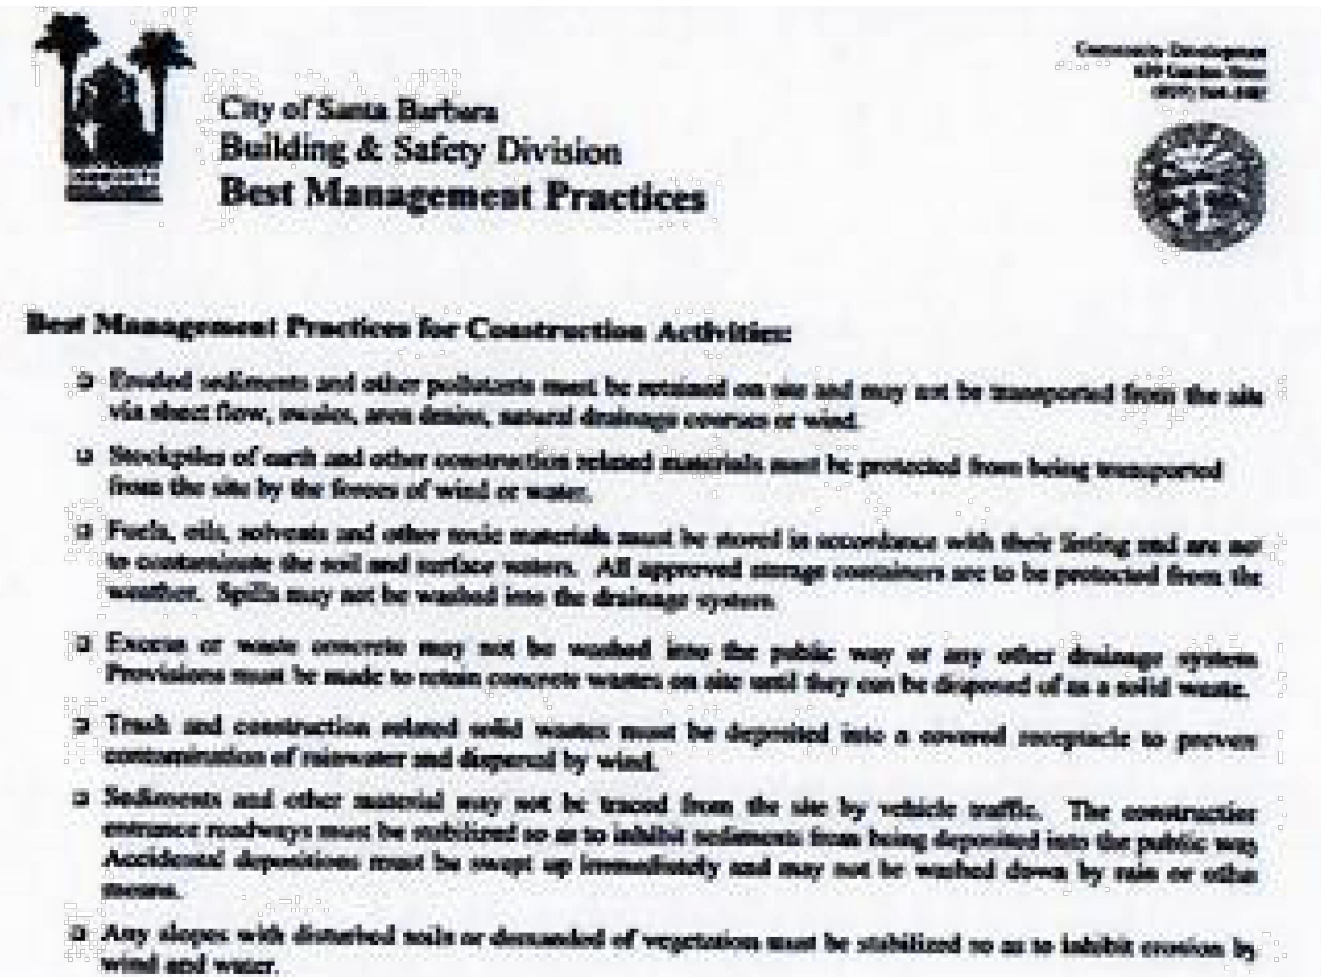 Community Development
630 Garden Street
City of Santa Barbara
Building & Safety Division
Best Management Practices
Best Management Practices for Construction Activities:
Eroded sediments and other pollutants must be retained on site and may not be transported from the site
via sheet flow, swales, area drains, natural drainage courses or wind.
Stockpiles of earth and other construction related materials must be protected from being transported
from the site by the forces of wind or water.
Fuels, oils, solvents and other toxic materials must be stored in accordance with their listing and are not
to contaminate the soil and surface waters. All approved storage containers are to be protected from the
weather. Spills may not be washed into the drainage system.
Excess or waste concrete may not be washed into the public way or any other drainage system
Provisions must be made to retain concrete wastes on site until they can be disposed of as a solid waste.
Trash and construction related solid wastes must be deposited into a covered receptacle to preven
contamination of rainwater and dispersal by wind.
Sediments and other material may not be traced from the site by vehicle traffic. The construction
entrance roadways must be stabilized so as to inhibit sediments from being deposited into the public way
Accidental depositions must be swept up immediately and may not be washed down by rain or other
means.
Any slopes with disturbed soils or demanded of vegetation must be stabilized so as to inhibit erosion by
wind and water.